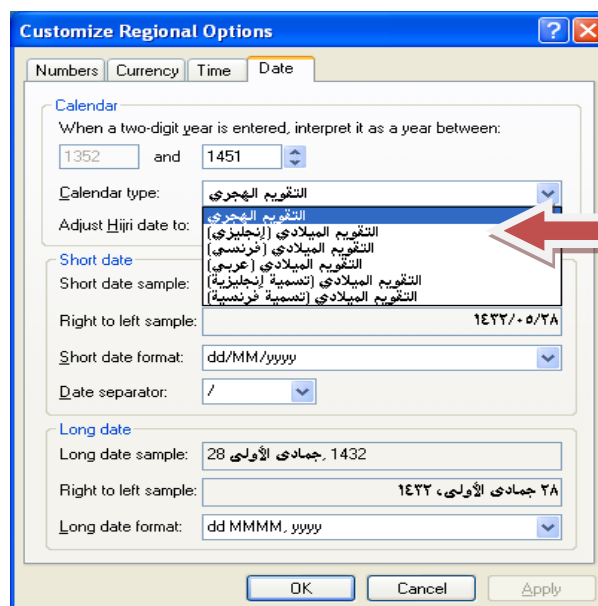 Customize Regional Options
Numbers Currency Time Date
Calendar
When a two-digit year is entered, interpret it as a year between:
1352 and 1451
Calendar type: التقويم الهجري
Adjust Hijri date to: التقويم الهجري
التقويم الميلادي (إنجليزي)
التقويم الميلادي (فرنسي)
التقويم الميلادي (عربي)
التقويم الميلادي (تسمية إنجليزية)
التقويم الميلادي (تسمية فرنسية)
Short date
Short date sample:
Right to left sample: ١٤٣٢/٠٥/٢٨
Short date format: dd/MM/yyyy
Date separator: /
Long date
Long date sample: 28 جمادى الأولى, 1432
Right to left sample: ٢٨ جمادى الأولى، ١٤٣٢
Long date format: dd MMMM, yyyy
OK Cancel Apply